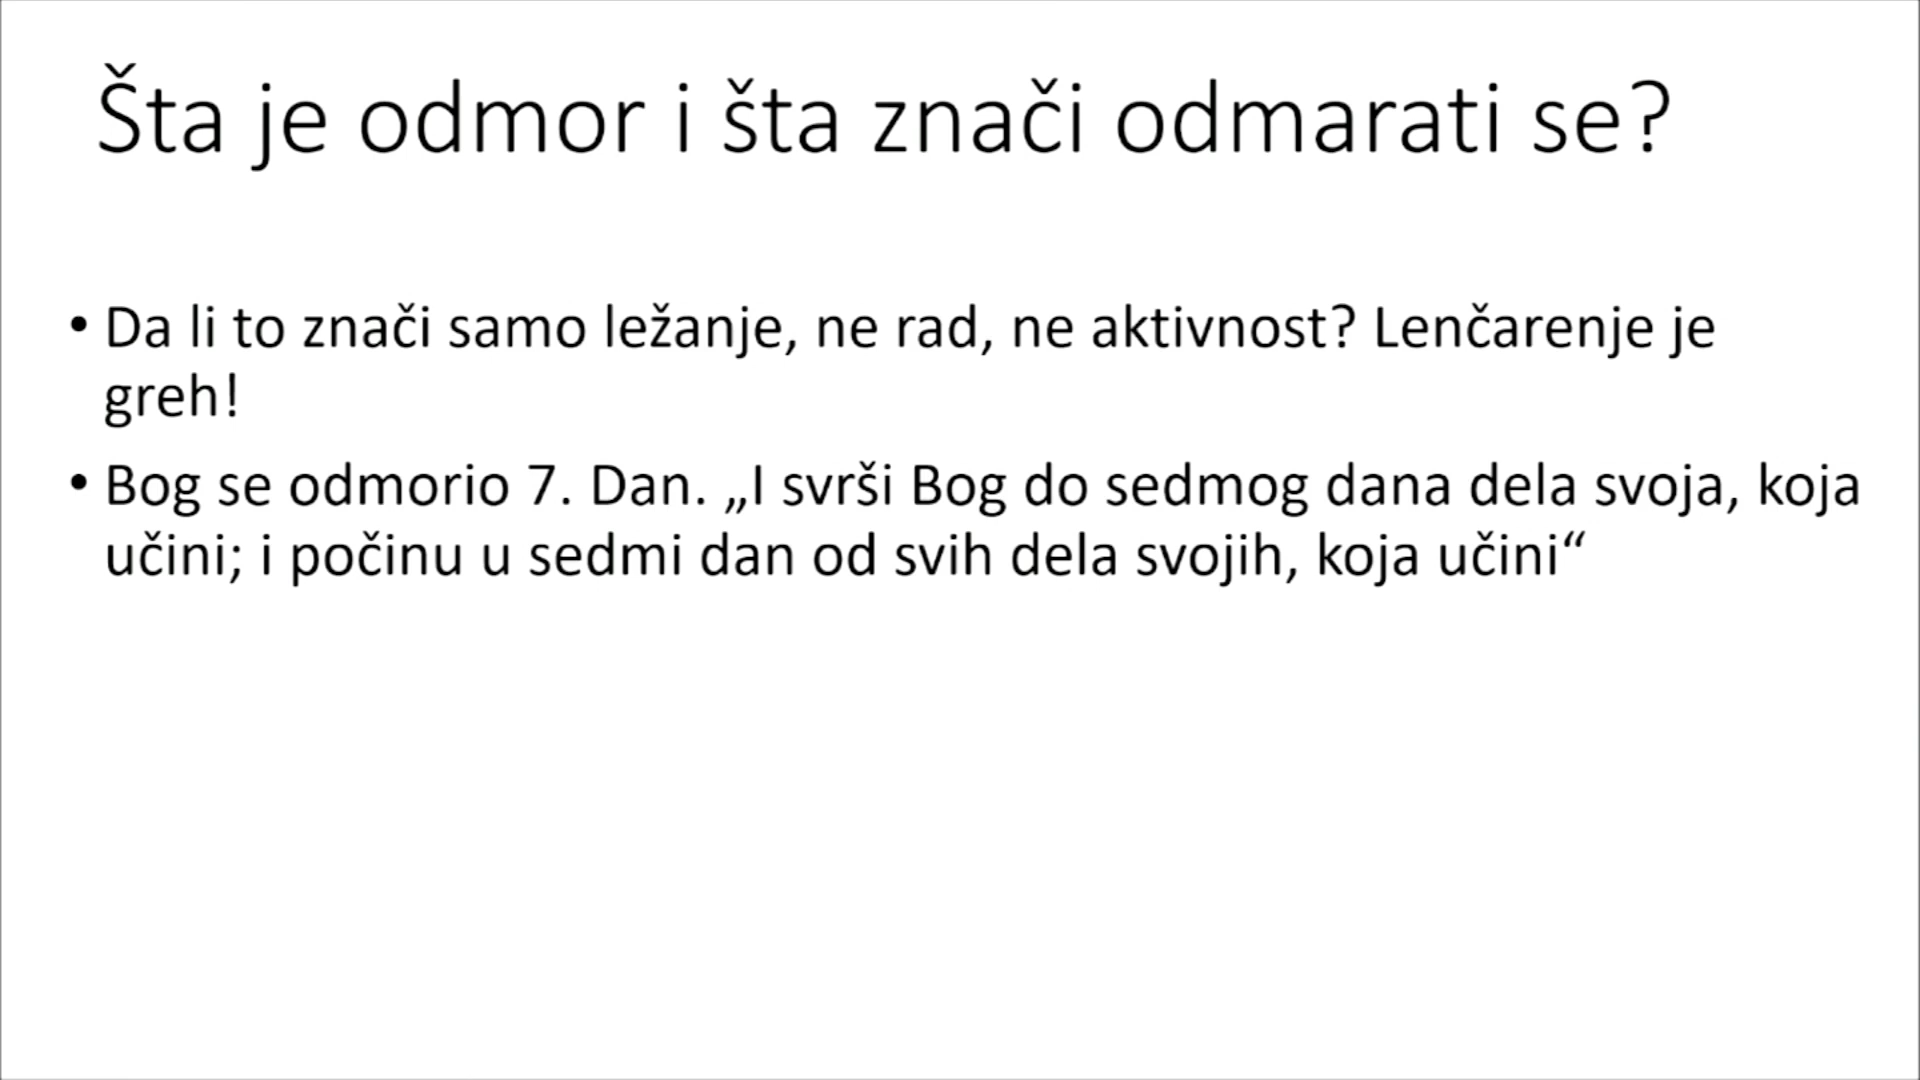 Šta je odmor i šta znači odmarati se?
• Da li to znači samo ležanje, ne rad, ne aktivnost? Lenčarenje je
greh!
• Bog se odmorio 7. Dan. „I svrši Bog do sedmog dana dela svoja, koja
učini; i počinu u sedmi dan od svih dela svojih, koja učini“